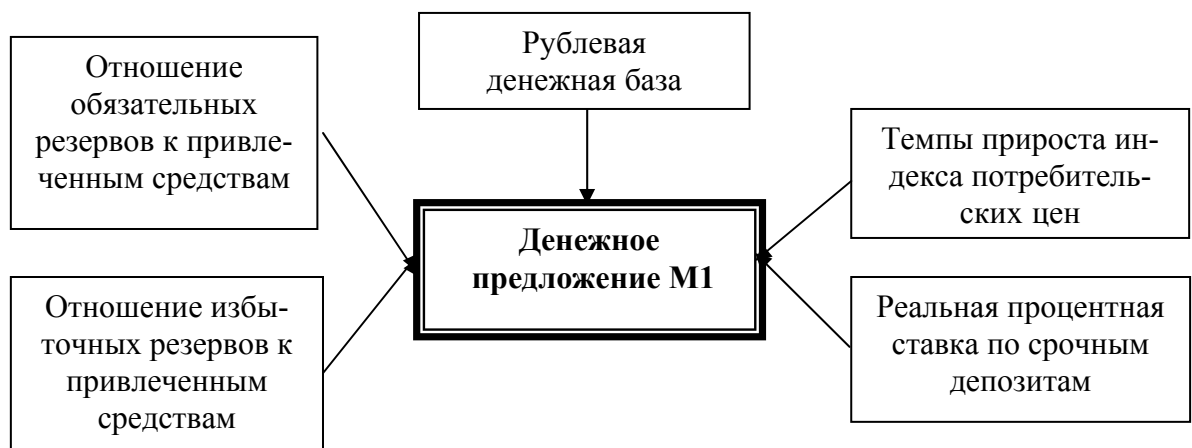 Отношение
обязательных
резервов к привле-
ченным средствам
Рублевая
денежная база
Темпы прироста ин-
декса потребитель-
ских цен
Денежное
предложение М1
Отношение избы-
точных резервов к
привлеченным
средствам
Реальная процентная
ставка по срочным
депозитам